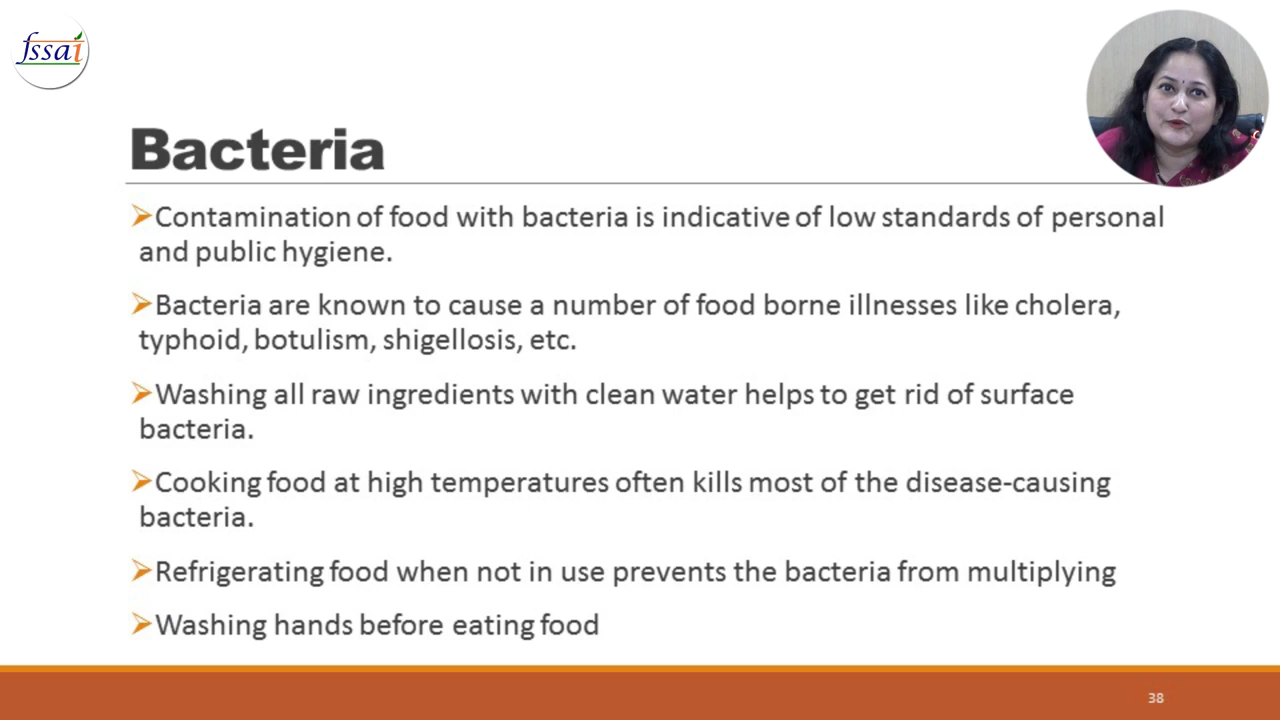 fssai
Bacteria
➢Contamination of food with bacteria is indicative of low standards of personal
and public hygiene.
➢Bacteria are known to cause a number of food borne illnesses like cholera,
typhoid, botulism, shigellosis, etc.
➢Washing all raw ingredients with clean water helps to get rid of surface
bacteria.
➢Cooking food at high temperatures often kills most of the disease-causing
bacteria.
➢Refrigerating food when not in use prevents the bacteria from multiplying
➢Washing hands before eating food
38